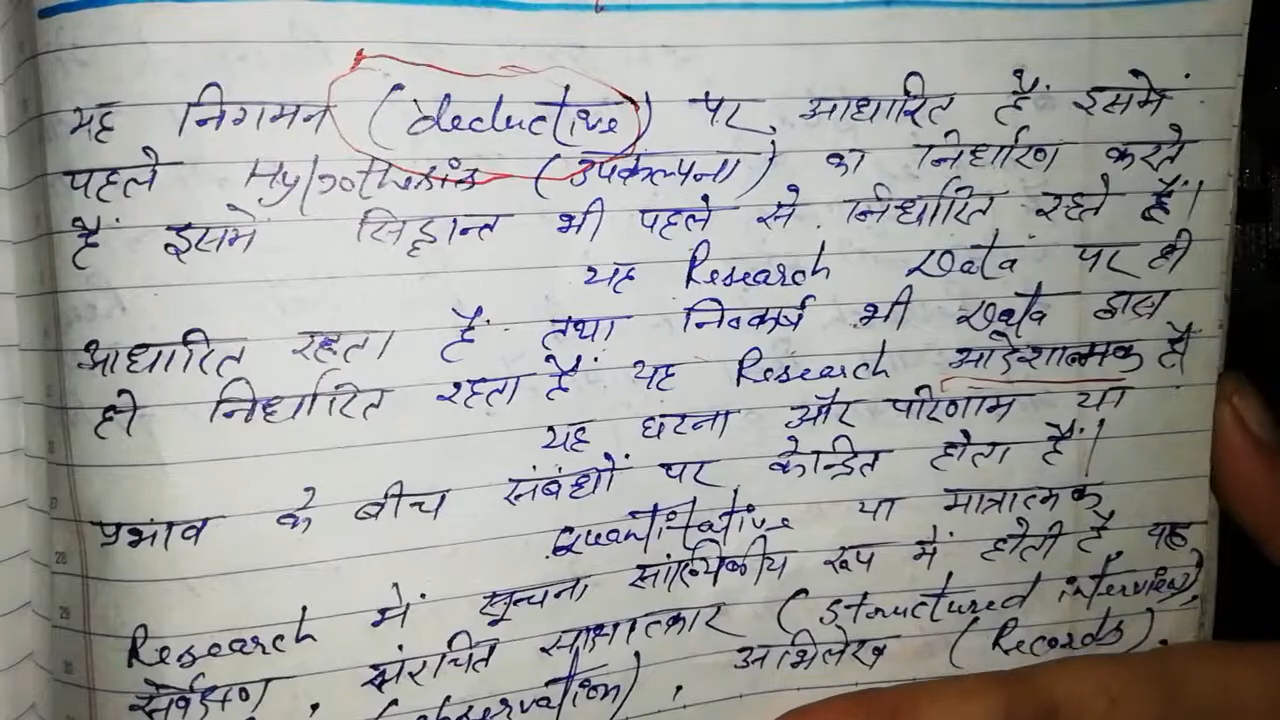 यह निगमन (deductive) पर आधारित है इसमें
पहले Hypothesis (उपकल्पना) का निर्धारण करते
हैं इसमें सिद्धान्त भी पहले से निर्धारित रहते हैं।
यह Research Data पर ही
आधारित रहता है तथा निष्कर्ष भी Data द्वारा
ही निर्धारित रहता है यह Research आदेशात्मक है
यह घटना और परिणाम या
प्रभाव के बीच संबंधों पर केन्द्रित होता है।
Quantitative या मात्रात्मक
Research में सूचना सांख्यिकीय रूप में होती है, यह
सर्वेक्षण, संरचित साक्षात्कार (structured interview),
(observation), अभिलेख (Records).